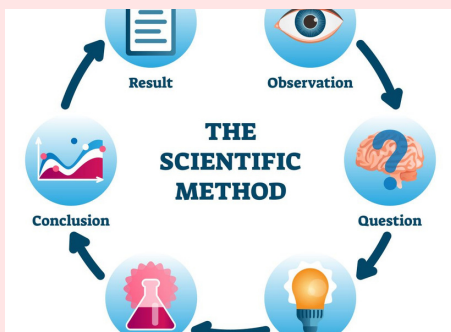 Result
Observation
THE
SCIENTIFIC
METHOD
Conclusion
Question
?